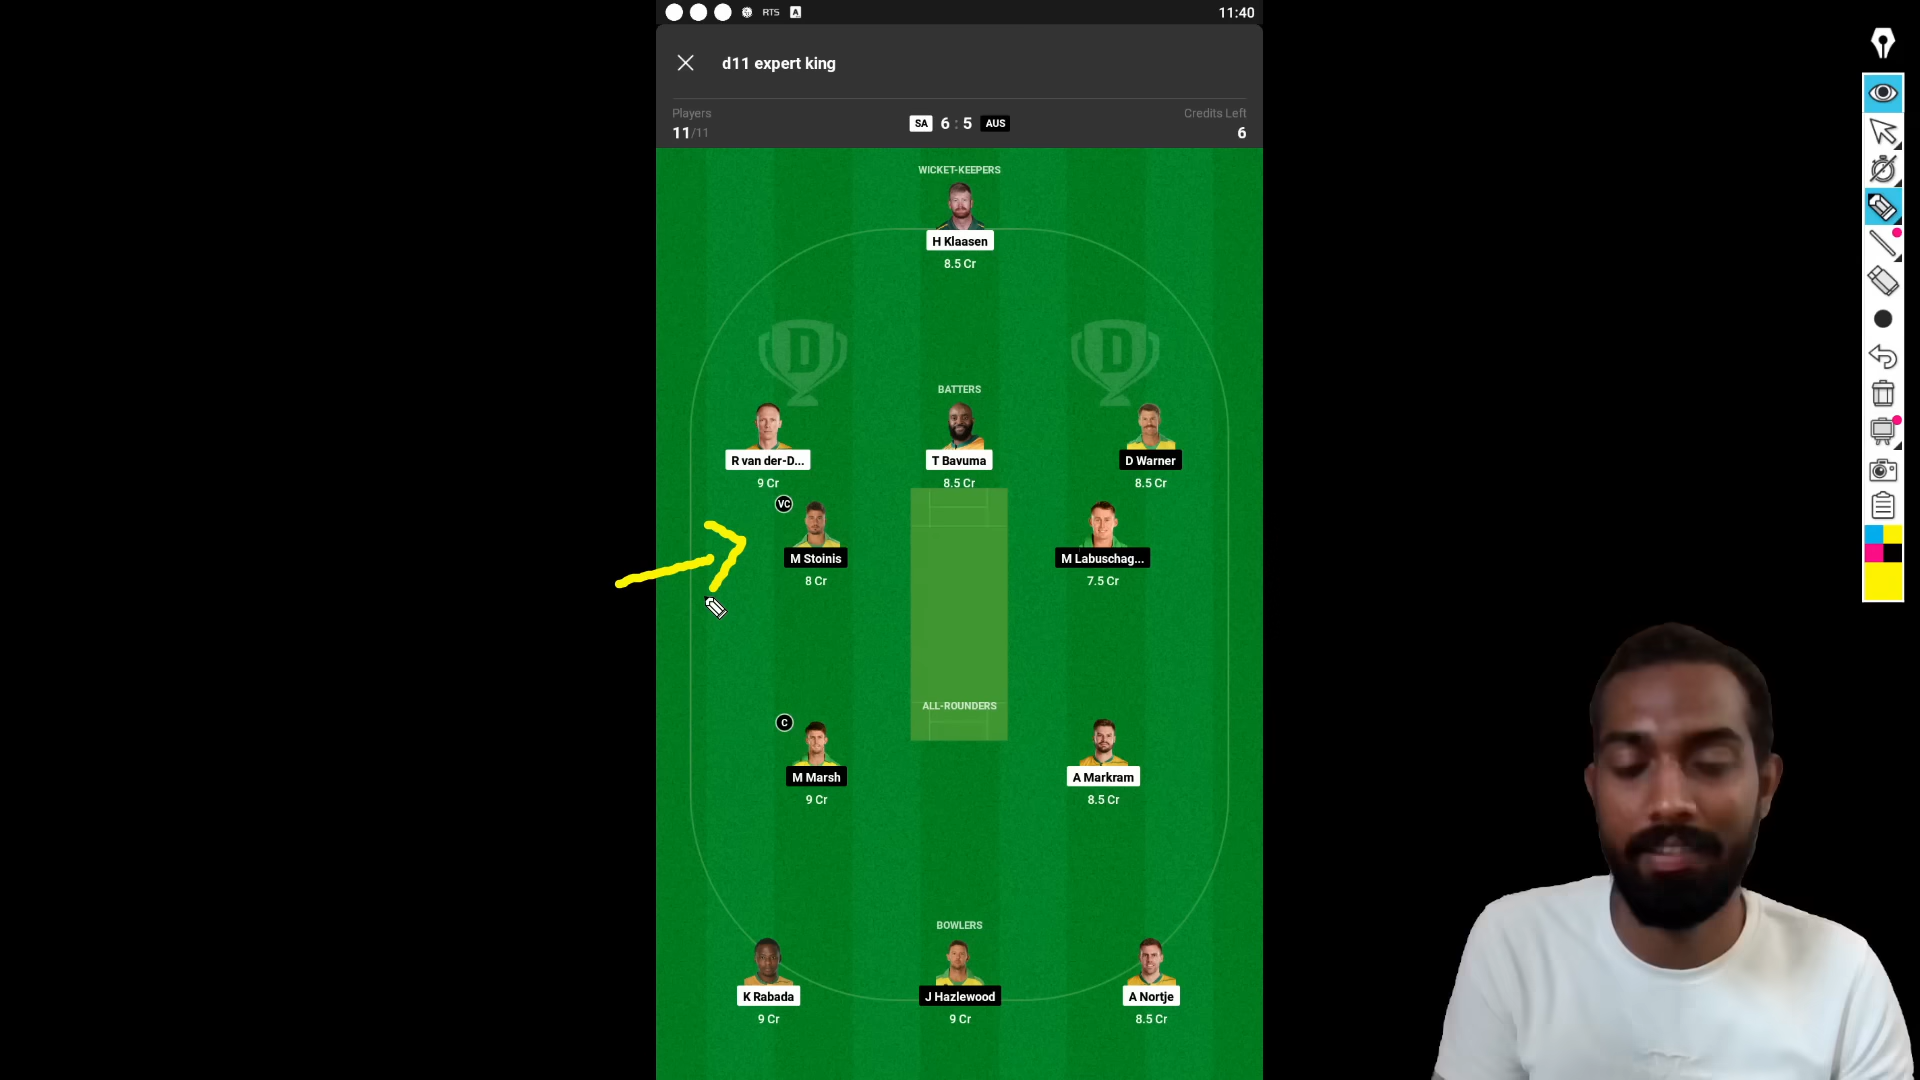 RTS A 11:40
d11 expert king
Players Credits Left
11/11 SA 6 : 5 AUS 6
WICKET-KEEPERS
H Klaasen
8.5 Cr
D D
BATTERS
R van der-D... T Bavuma D Warner
9 Cr 8.5 Cr 8.5 Cr
VC
M Stoinis M Labuschag...
8 Cr 7.5 Cr
ALL-ROUNDERS
C
M Marsh A Markram
9 Cr 8.5 Cr
BOWLERS
K Rabada J Hazlewood A Nortje
9 Cr 9 Cr 8.5 Cr